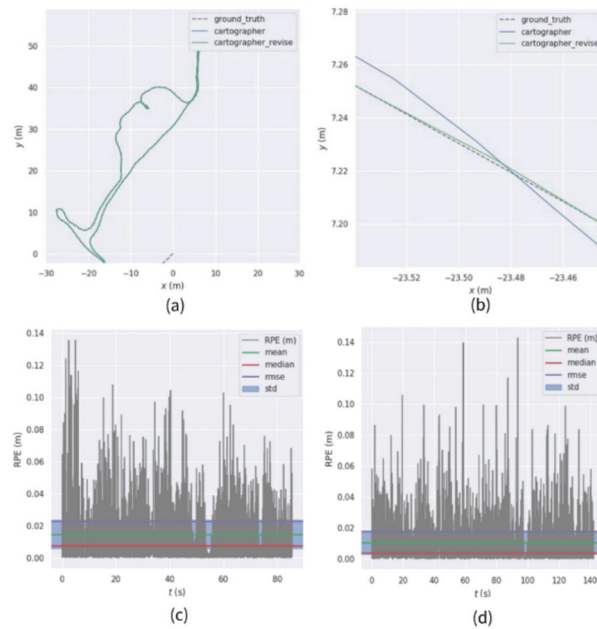 ground_truth
cartographer
cartographer_revise
50
40
30
20
10
0
y (m)
−30 −20 −10 0 10 20 30
x (m)
(a)
ground_truth
cartographer
cartographer_revise
7.28
7.26
7.24
7.22
7.20
y (m)
−23.52 −23.50 −23.48 −23.46
x (m)
(b)
RPE (m)
mean
median
rmse
std
0.14
0.12
0.10
0.08
0.06
0.04
0.02
0.00
RPE (m)
0 20 40 60 80
t (s)
(c)
RPE (m)
mean
median
rmse
std
0.14
0.12
0.10
0.08
0.06
0.04
0.02
0.00
RPE (m)
0 20 40 60 80 100 120 140
t (s)
(d)